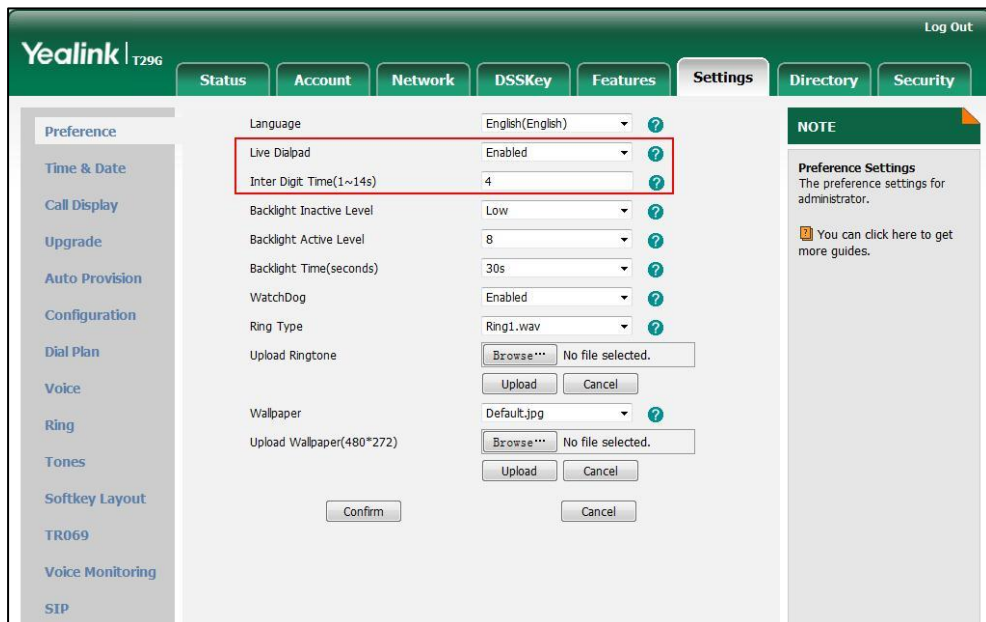 Log Out
Yealink | T29G
Status Account Network DSSKey Features Settings Directory Security
Preference
Time & Date
Call Display
Upgrade
Auto Provision
Configuration
Dial Plan
Voice
Ring
Tones
Softkey Layout
TR069
Voice Monitoring
SIP
Language English(English) ?
Live Dialpad Enabled ?
Inter Digit Time(1~14s) 4 ?
Backlight Inactive Level Low ?
Backlight Active Level 8 ?
Backlight Time(seconds) 30s ?
WatchDog Enabled ?
Ring Type Ring1.wav ?
Upload Ringtone Browse… No file selected.
Upload Cancel
Wallpaper Default.jpg ?
Upload Wallpaper(480*272) Browse… No file selected.
Upload Cancel
Confirm Cancel
NOTE
Preference Settings
The preference settings for
administrator.
? You can click here to get
more guides.